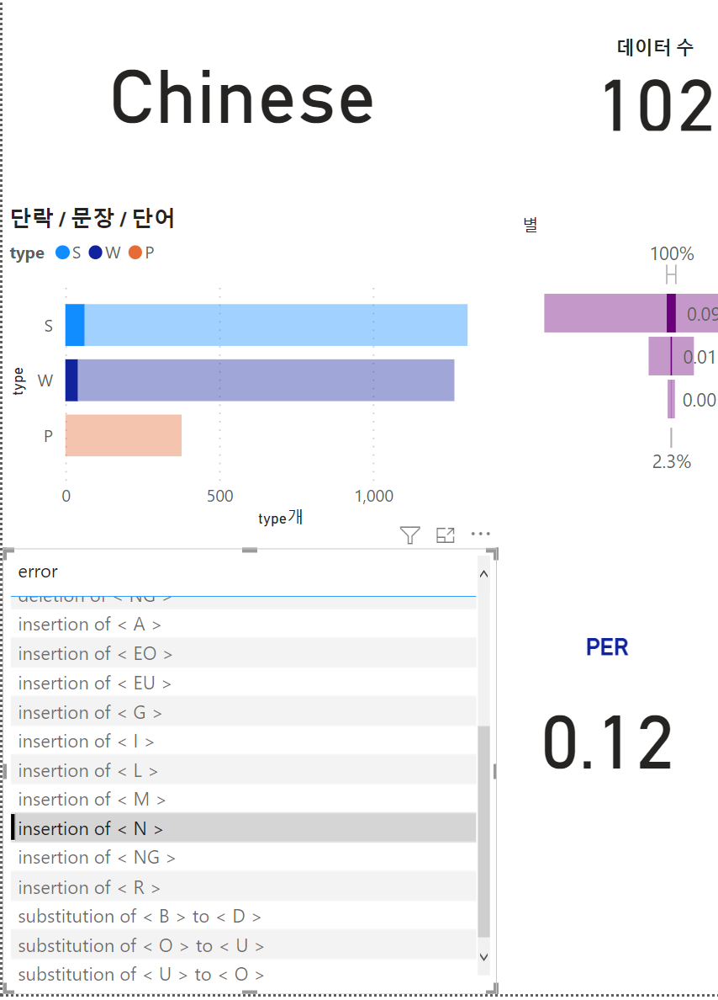 데이터 수
Chinese
102
단락 / 문장 / 단어
type S W P
별
100%
S
W
P
type
0 500 1,000
type개
0.09
0.01
0.00
2.3%
error
deletion of < NG >
insertion of < A >
insertion of < EO >
insertion of < EU >
insertion of < G >
insertion of < I >
insertion of < L >
insertion of < M >
insertion of < N >
insertion of < NG >
insertion of < R >
substitution of < B > to < D >
substitution of < O > to < U >
substitution of < U > to < O >
PER
0.12